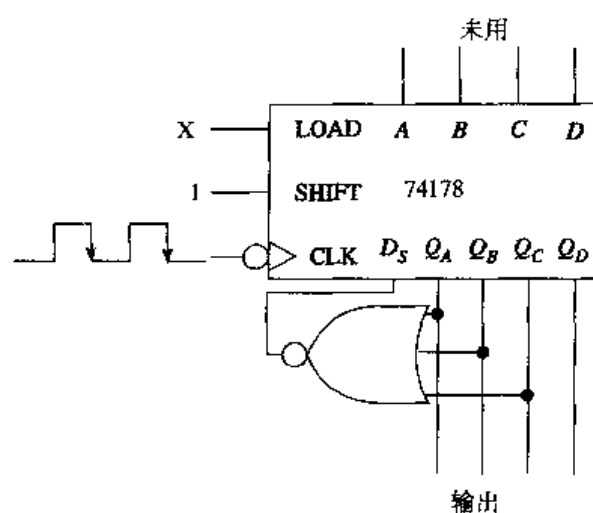 未用
X LOAD A B C D
1 SHIFT 74178
CLK D_S Q_A Q_B Q_C Q_D
输出